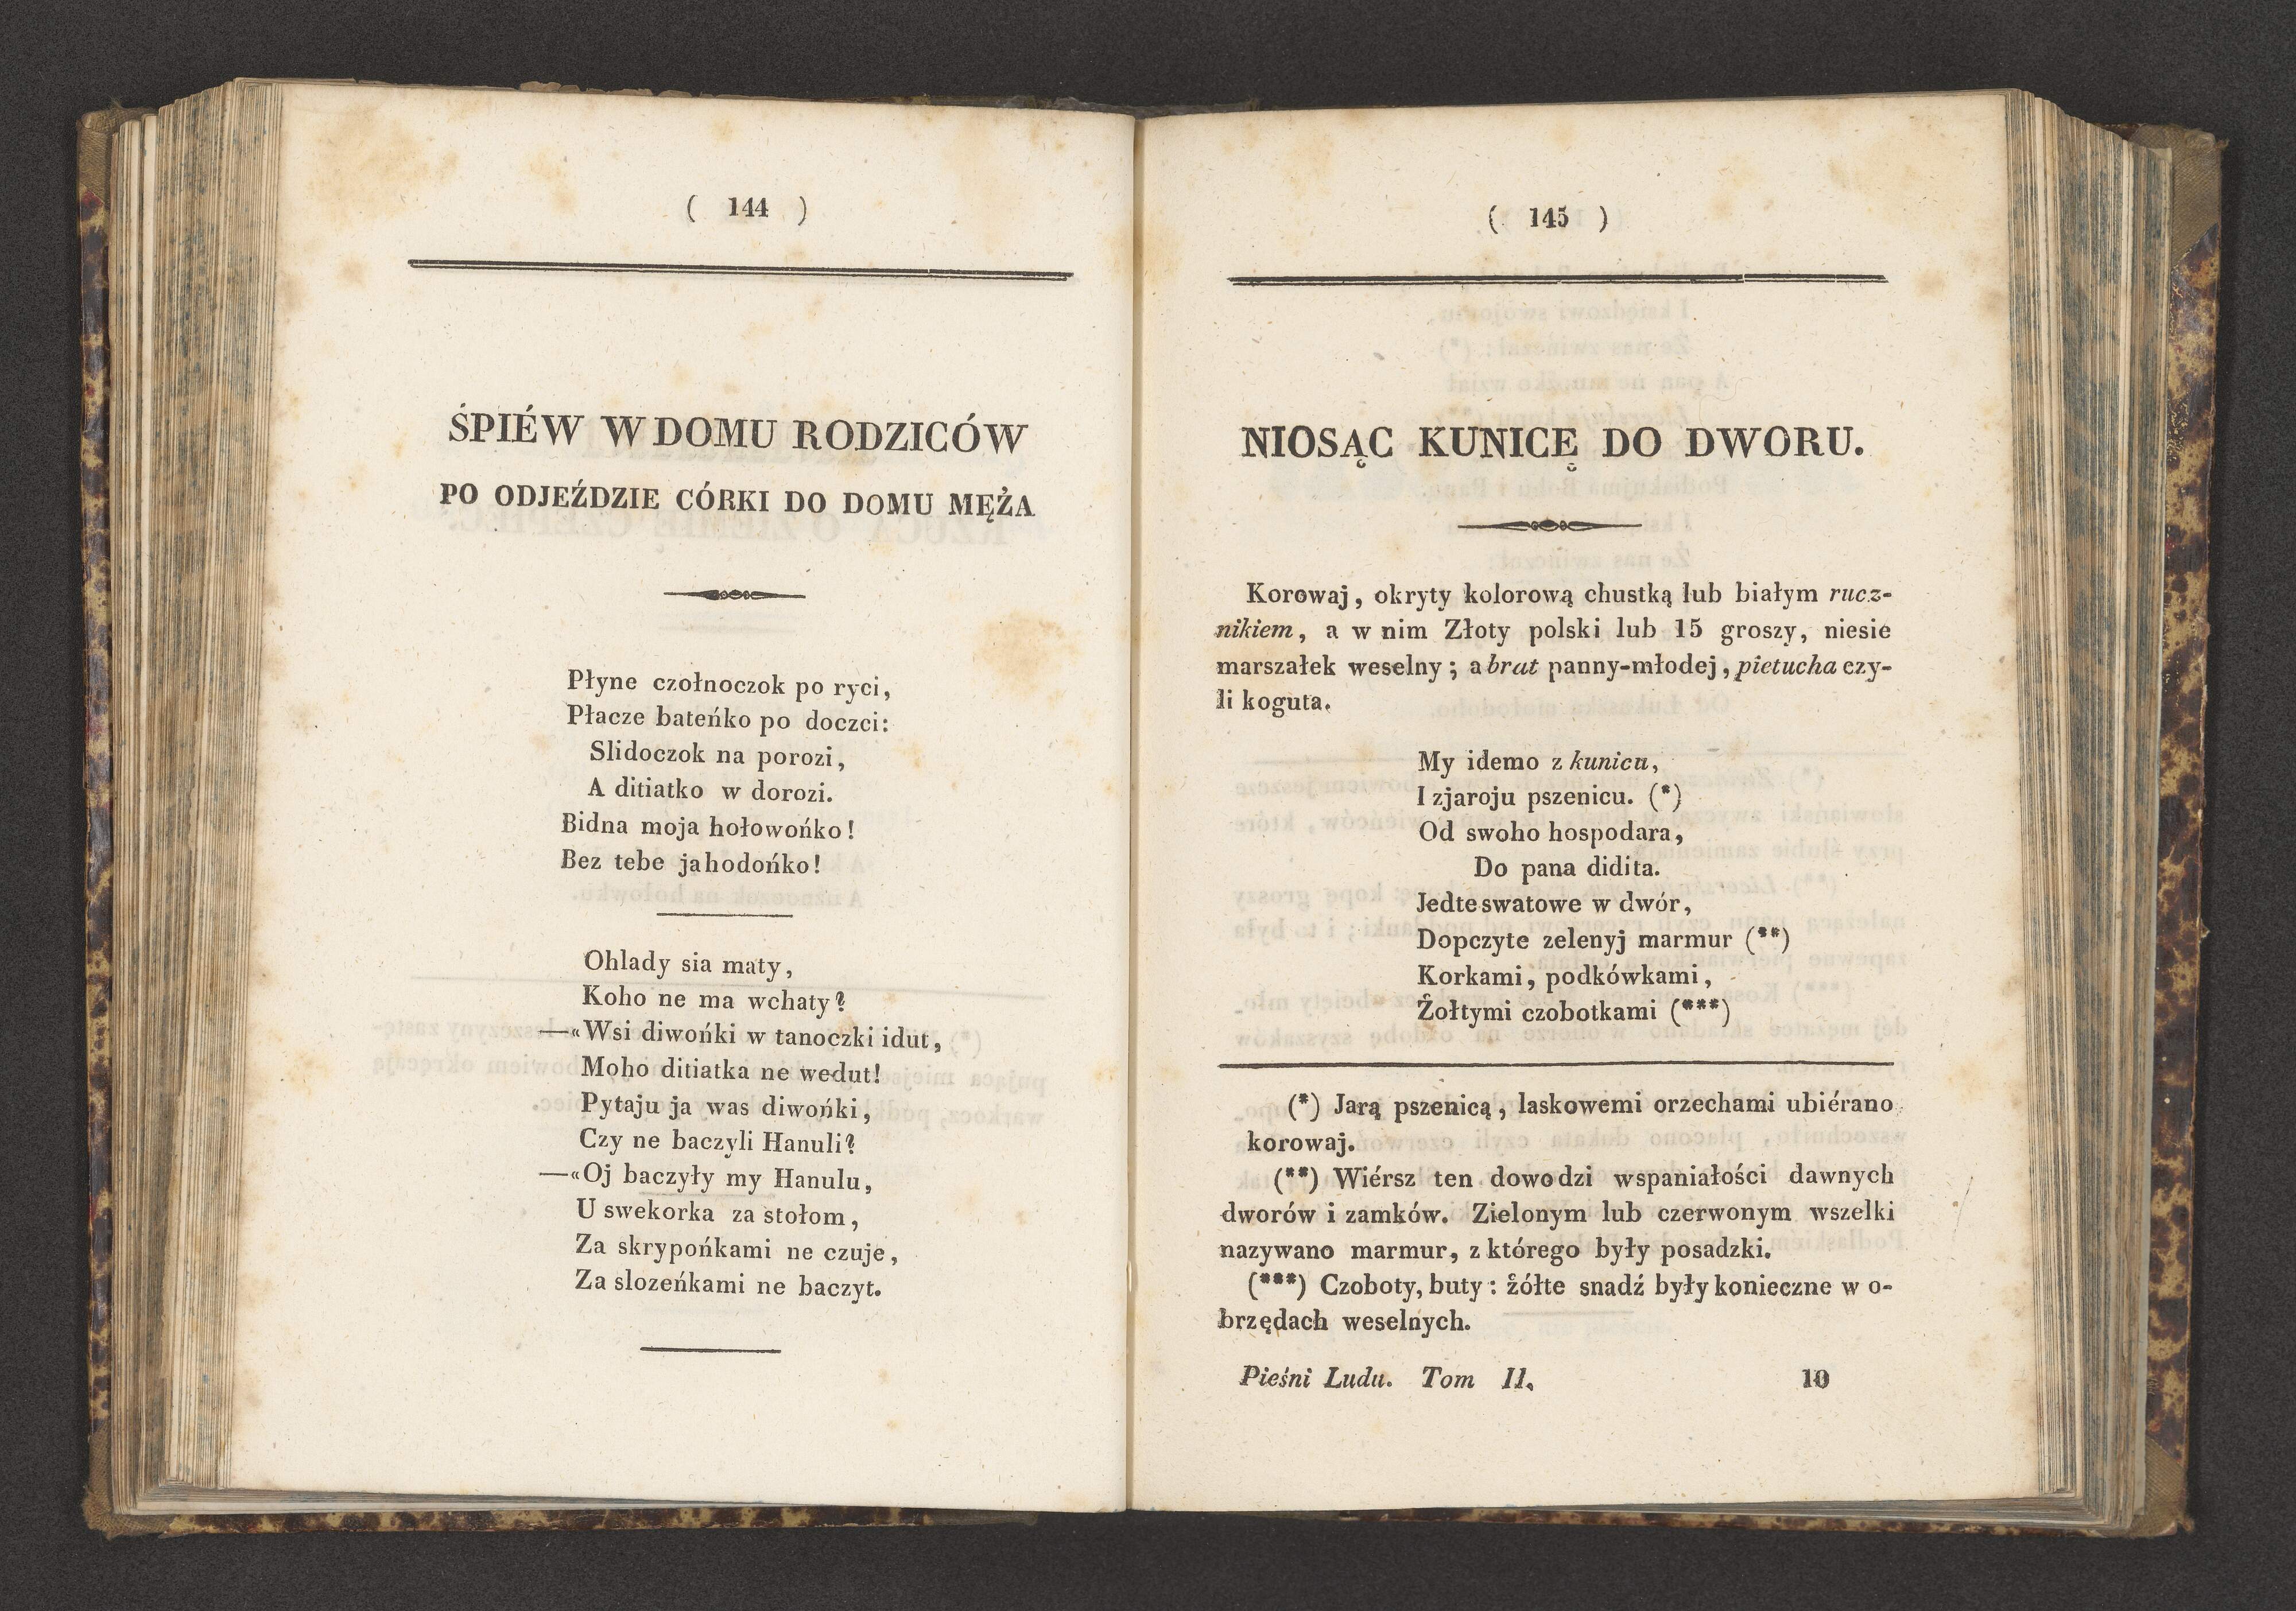 ( 144 )
ŚPIÉW W DOMU RODZICÓW
PO ODJEŹDZIE CÓRKI DO DOMU MĘŻA
Płyne czołnoczok po ryci,
Płacze bateńko po doczci:
Slidoczok na porozi,
A ditiatko w dorozi.
Bidna moja hołowońko!
Bez tebe jahodońko!
Ohlady sia maty,
Koho ne ma wchaty?
—«Wsi diwońki w tanoczki idut,
Moho ditiatka ne wedut!
Pytaju ja was diwońki,
Czy ne baczyli Hanuli?
—«Oj baczyły my Hanulu,
U swekorka za stołom,
Za skrypońkami ne czuje,
Za slozeńkami ne baczyt.
( 145 )
NIOSĄC KUNICĘ DO DWORU.
Korowaj, okryty kolorową chustką lub białym rucz-
nikiem, a w nim Złoty polski lub 15 groszy, niesie
marszałek weselny; a brat panny-młodej, pietucha czy-
li koguta.
My idemo z kunicu,
I zjaroju pszenicu. (*)
Od swoho hospodara,
Do pana didita.
Jedte swatowe w dwór,
Dopczyte zelenyj marmur (**)
Korkami, podkówkami,
Żołtymi czobotkami (***)
(*) Jarą pszenicą, laskowemi orzechami ubiérano
korowaj.
(**) Wiérsz ten dowodzi wspaniałości dawnych
dworów i zamków. Zielonym lub czerwonym wszelki
nazywano marmur, z którego były posadzki.
(***) Czoboty, buty: żółte snadź były konieczne w o-
brzędach weselnych.
Pieśni Ludu. Tom II. 10